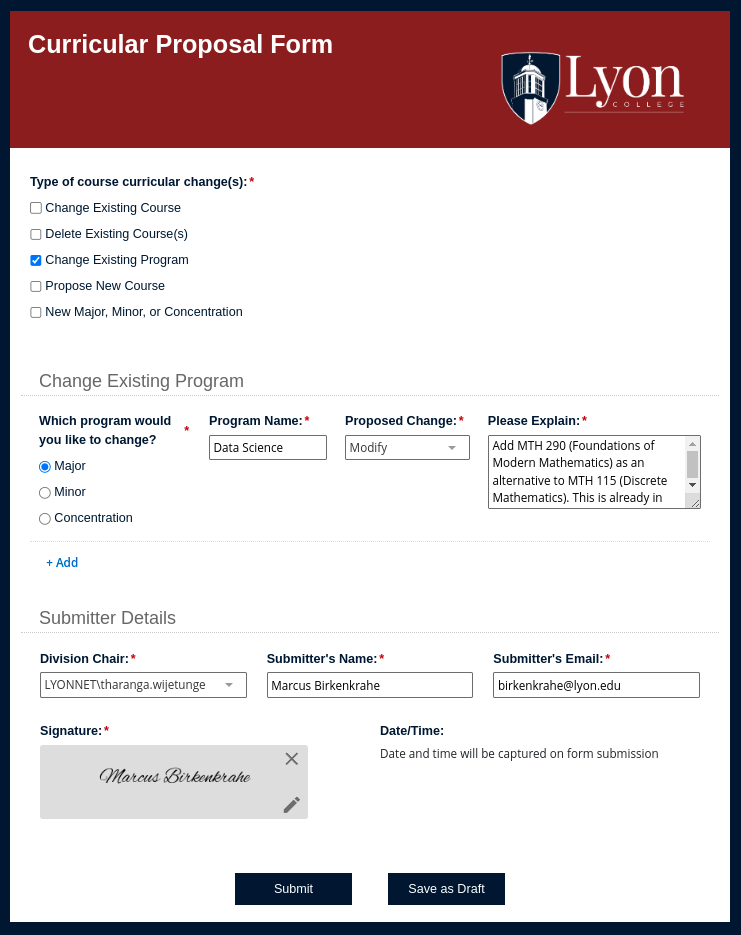 Curricular Proposal Form
Lyon
COLLEGE
Type of course curricular change(s):*
Change Existing Course
Delete Existing Course(s)
Change Existing Program
Propose New Course
New Major, Minor, or Concentration
Change Existing Program
Which program would you like to change? *
Major
Minor
Concentration
Program Name:*
Data Science
Proposed Change:*
Modify
Please Explain:*
Add MTH 290 (Foundations of
Modern Mathematics) as an
alternative to MTH 115 (Discrete
Mathematics). This is already in
+ Add
Submitter Details
Division Chair:*
LYONNET\tharanga.wijetunge
Submitter's Name:*
Marcus Birkenkrahe
Submitter's Email:*
birkenkrahe@lyon.edu
Signature:*
Marcus Birkenkrahe
Date/Time:
Date and time will be captured on form submission
Submit
Save as Draft